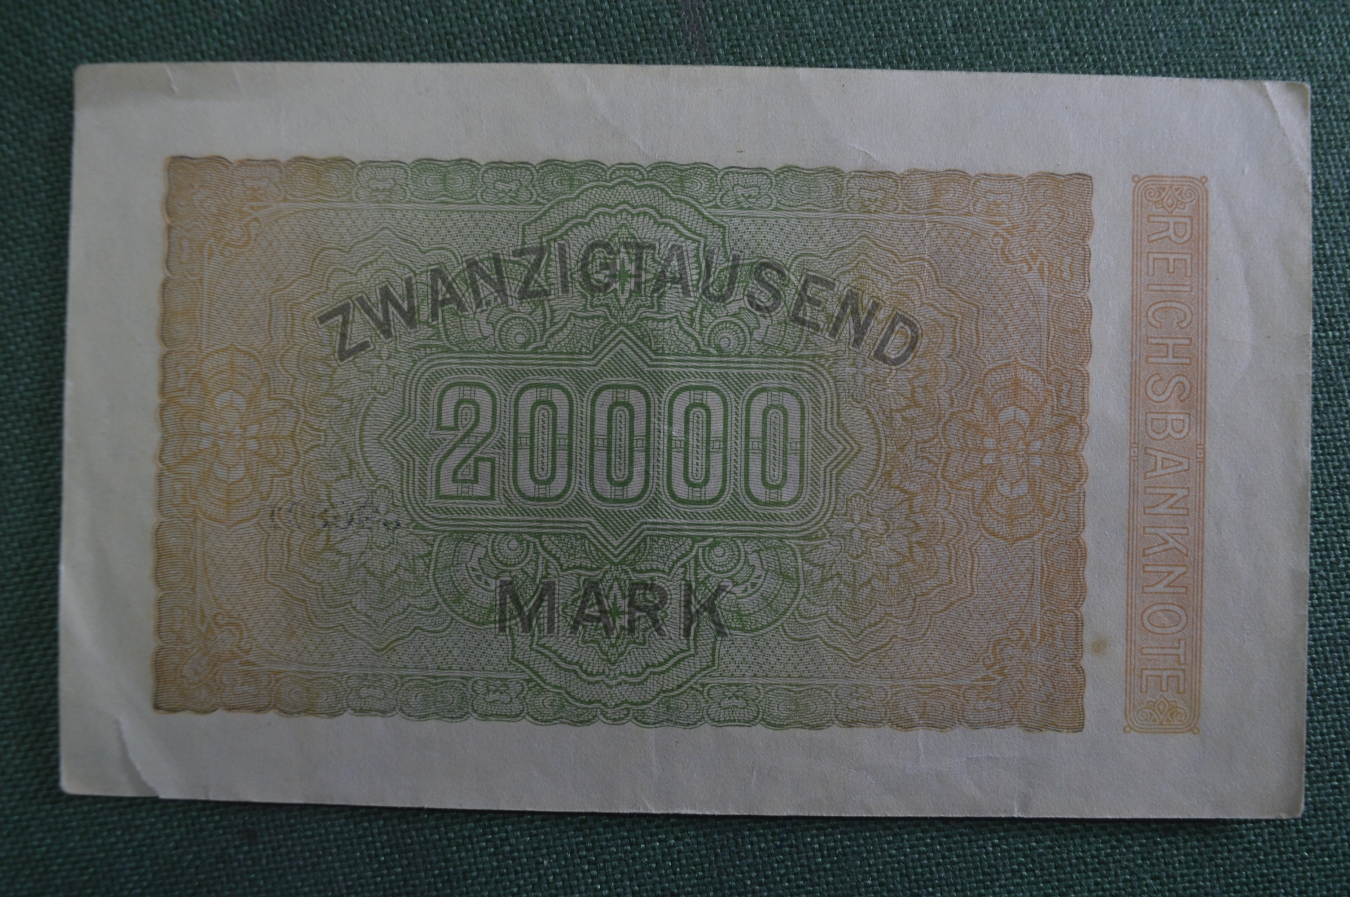 ZWANZIGTAUSEND
20000
MARK
REICHSBANKNOTE